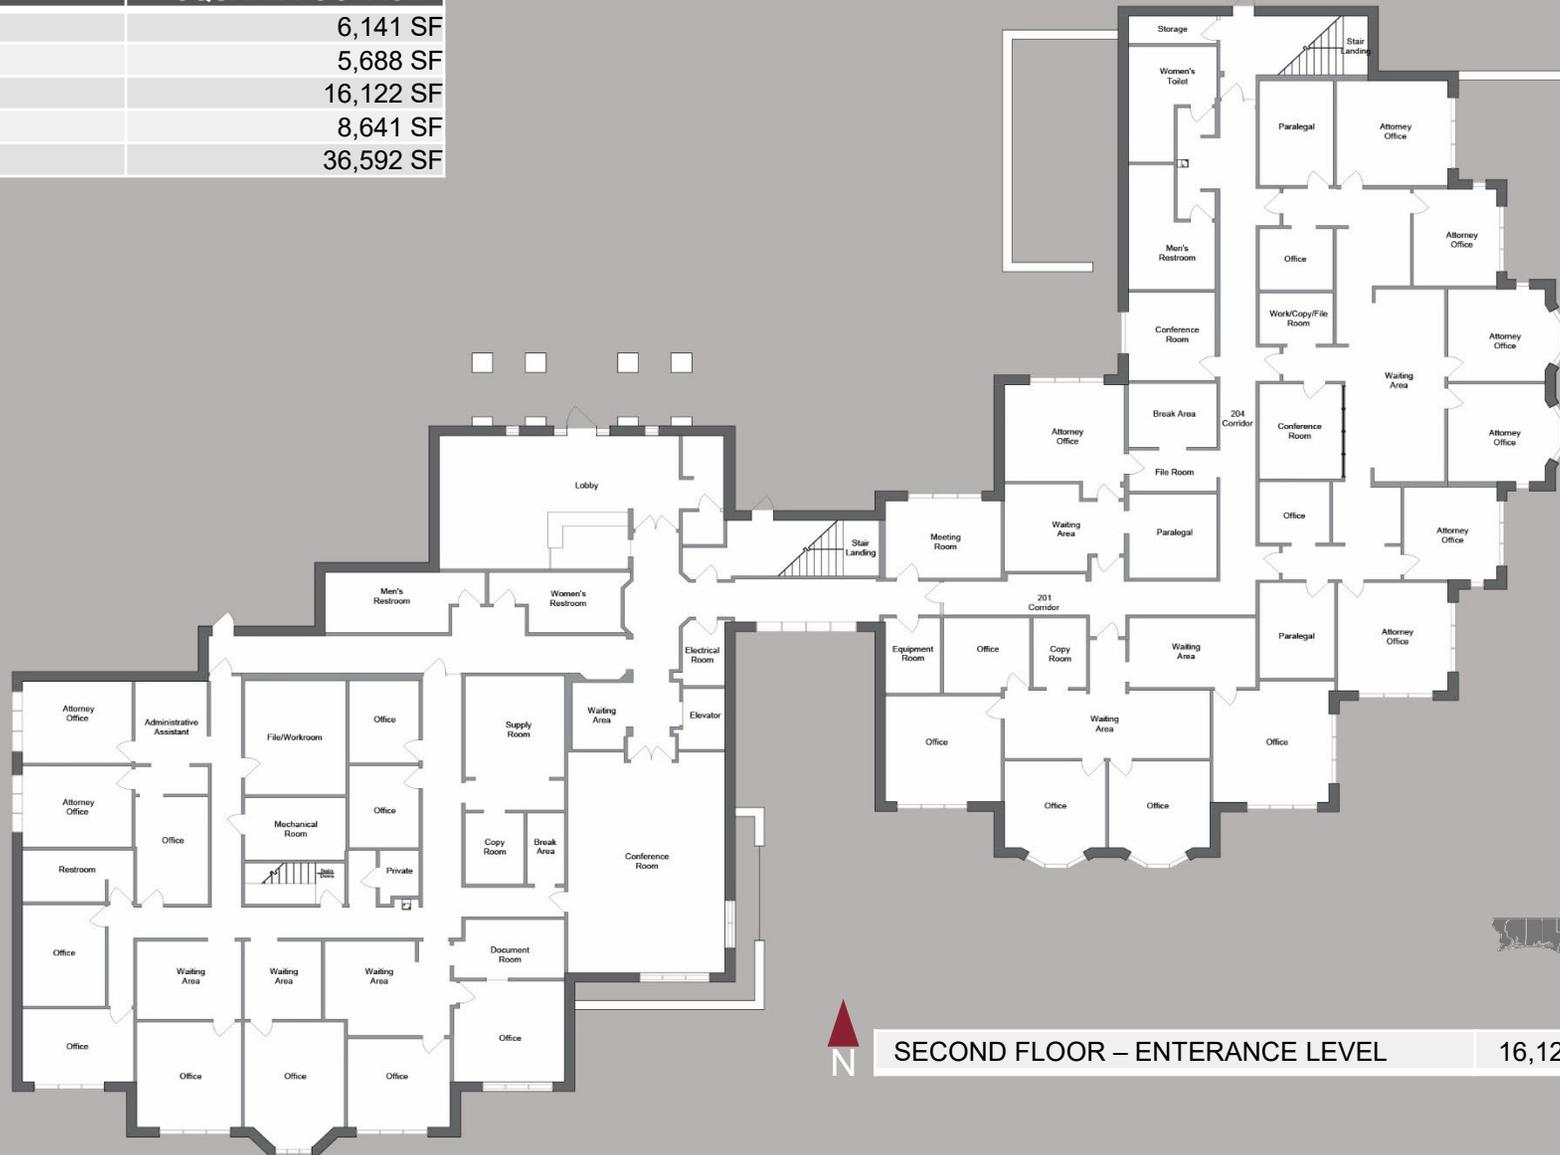 6,141 SF
5,688 SF
16,122 SF
8,641 SF
36,592 SF
Storage
Stair
Landing
Women's
Toilet
Paralegal
Attorney
Office
Attorney
Office
Men's
Restroom
Office
Work/Copy/File
Room
Conference
Room
Attorney
Office
Waiting
Area
Break Area
204
Corridor
Conference
Room
Attorney
Office
Attorney
Office
File Room
Lobby
Waiting
Area
Paralegal
Office
Attorney
Office
Meeting
Room
Stair
Landing
Men's
Restroom
Women's
Restroom
201
Corridor
Equipment
Room
Office
Copy
Room
Waiting
Area
Paralegal
Attorney
Office
Electrical
Room
Attorney
Office
Administrative
Assistant
File/Workroom
Office
Supply
Room
Waiting
Area
Elevator
Office
Waiting
Area
Office
Attorney
Office
Office
Mechanical
Room
Office
Office
Office
Copy
Room
Break
Area
Conference
Room
Restroom
Private
Office
Waiting
Area
Waiting
Area
Waiting
Area
Document
Room
Office
Office
Office
Office
Office
N
SECOND FLOOR – ENTERANCE LEVEL